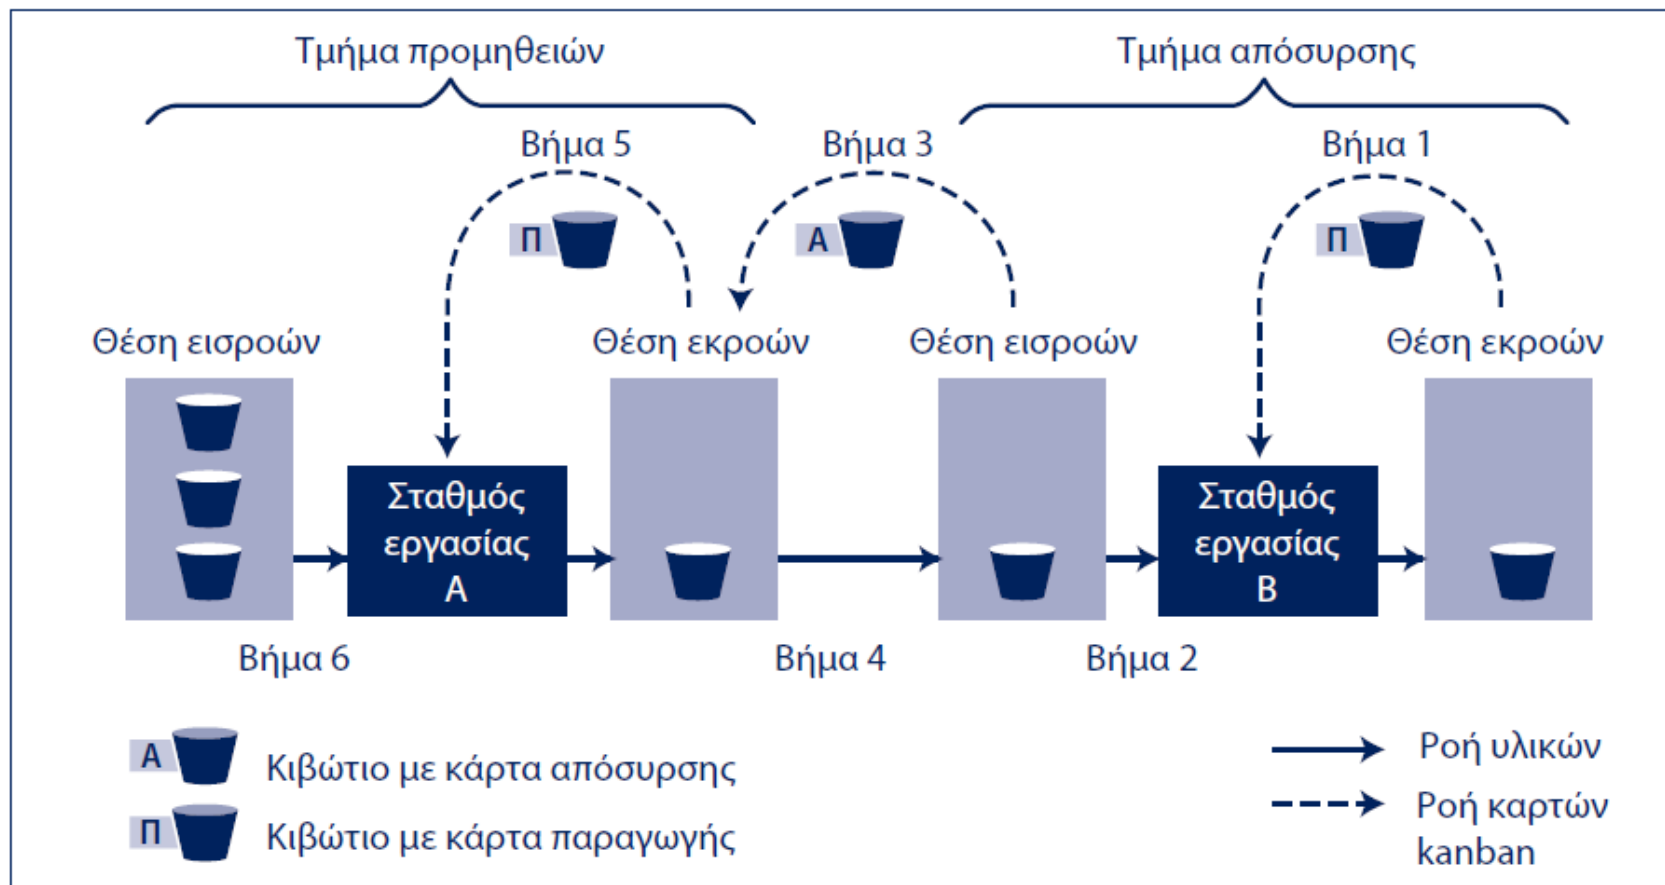 Τμήμα προμηθειών
Τμήμα απόσυρσης
Βήμα 5
Βήμα 3
Βήμα 1
Π
Α
Π
Θέση εισροών
Θέση εκροών
Θέση εισροών
Θέση εκροών
Σταθμός
εργασίας
Α
Σταθμός
εργασίας
Β
Βήμα 6
Βήμα 4
Βήμα 2
Α
Κιβώτιο με κάρτα απόσυρσης
Π
Κιβώτιο με κάρτα παραγωγής
Ροή υλικών
Ροή καρτών
kanban